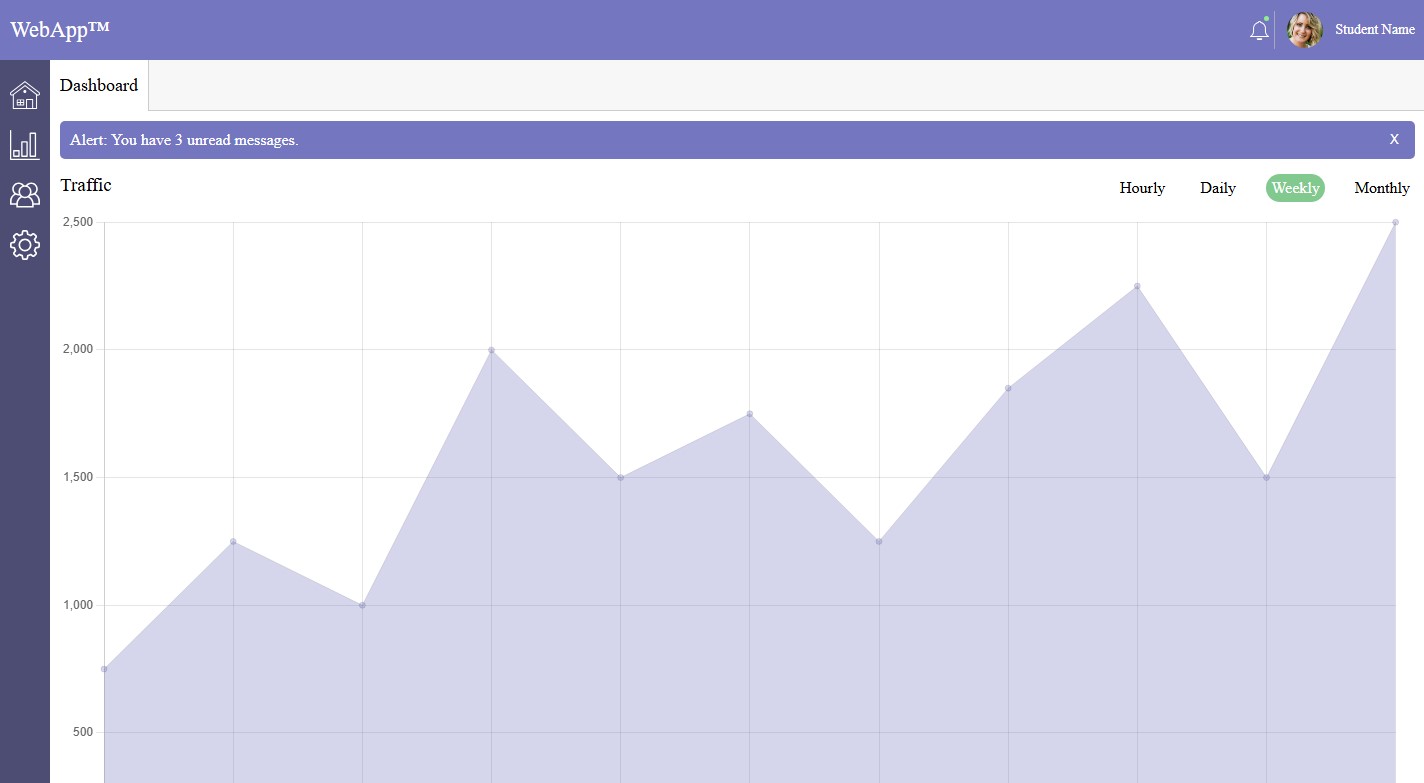 WebApp™
Student Name
Dashboard
Alert: You have 3 unread messages.
X
Traffic
Hourly Daily Weekly Monthly
2,500
2,000
1,500
1,000
500